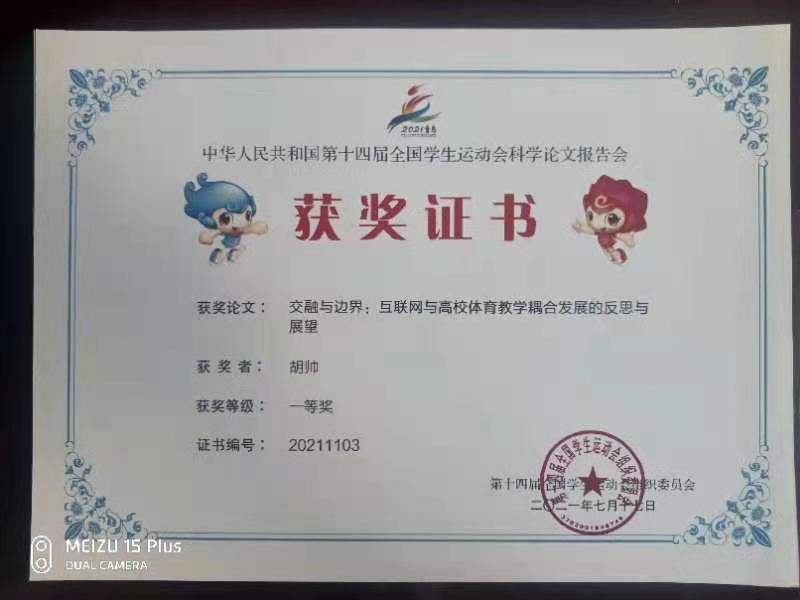 2021青岛
中华人民共和国第十四届全国学生运动会科学论文报告会
获奖证书
获奖论文： 交融与边界：互联网与高校体育教学耦合发展的反思与
展望
获 奖 者： 胡帅
获奖等级： 一等奖
证书编号： 20211103
第十四届全国学生运动会组织委员会
二〇二一年七月十七日
MEIZU 15 Plus
DUAL CAMERA